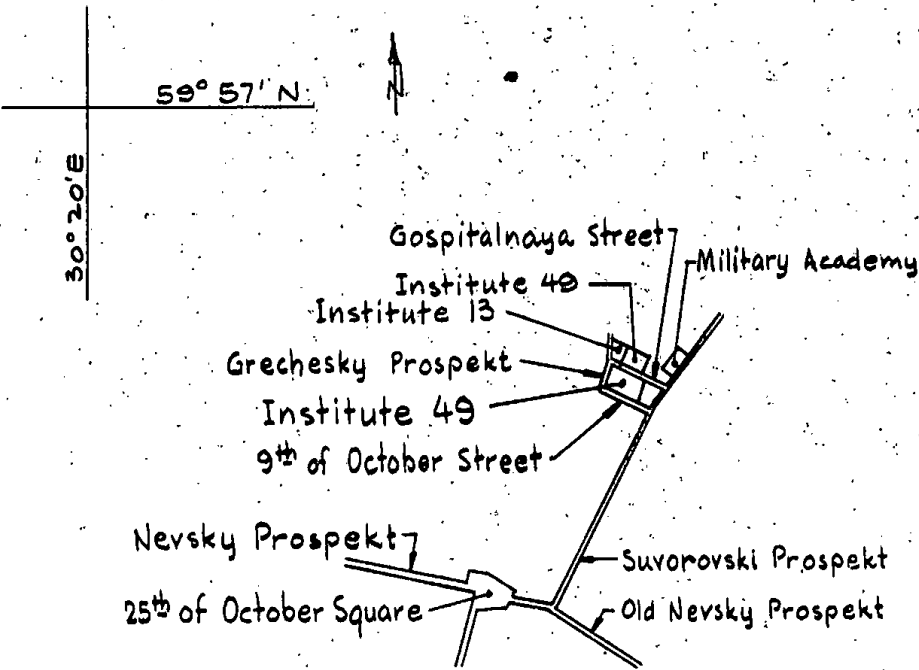 59° 57' N
N
30° 20' E
Gospitalnaya Street
Military Academy
Institute 49
Institute 13
Grechesky Prospekt
Institute 49
9th of October Street
Nevsky Prospekt
Suvorovski Prospekt
25th of October Square
Old Nevsky Prospekt